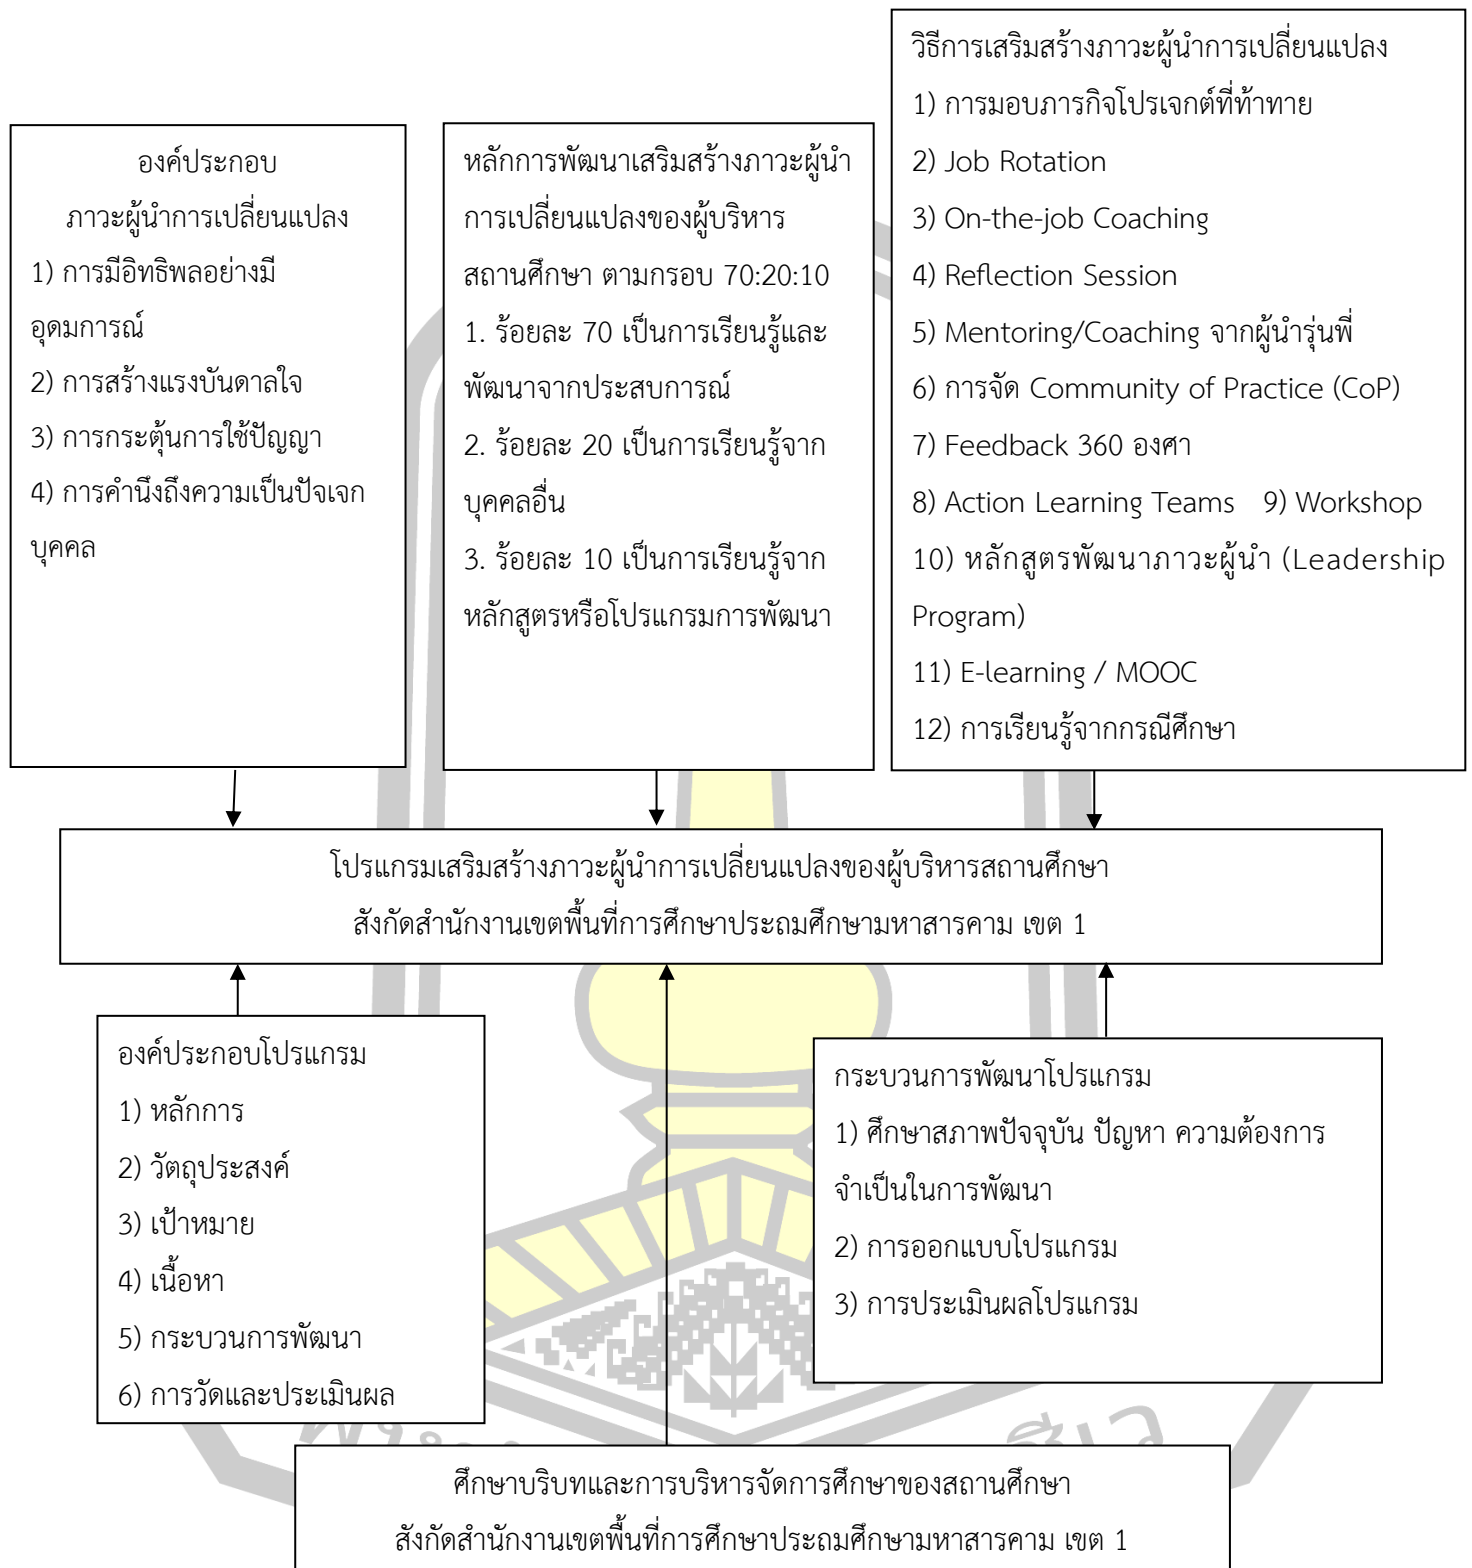 องค์ประกอบ
ภาวะผู้นำการเปลี่ยนแปลง
1) การมีอิทธิพลอย่างมี
อุดมการณ์
2) การสร้างแรงบันดาลใจ
3) การกระตุ้นการใช้ปัญญา
4) การคำนึงถึงความเป็นปัจเจก
บุคคล
หลักการพัฒนาเสริมสร้างภาวะผู้นำ
การเปลี่ยนแปลงของผู้บริหาร
สถานศึกษา ตามกรอบ 70:20:10
1. ร้อยละ 70 เป็นการเรียนรู้และ
พัฒนาจากประสบการณ์
2. ร้อยละ 20 เป็นการเรียนรู้จาก
บุคคลอื่น
3. ร้อยละ 10 เป็นการเรียนรู้จาก
หลักสูตรหรือโปรแกรมการพัฒนา
วิธีการเสริมสร้างภาวะผู้นำการเปลี่ยนแปลง
1) การมอบภารกิจโปรเจกต์ที่ท้าทาย
2) Job Rotation
3) On-the-job Coaching
4) Reflection Session
5) Mentoring/Coaching จากผู้นำรุ่นพี่
6) การจัด Community of Practice (CoP)
7) Feedback 360 องศา
8) Action Learning Teams 9) Workshop
10) หลักสูตรพัฒนาภาวะผู้นำ (Leadership
Program)
11) E-learning / MOOC
12) การเรียนรู้จากกรณีศึกษา
โปรแกรมเสริมสร้างภาวะผู้นำการเปลี่ยนแปลงของผู้บริหารสถานศึกษา
สังกัดสำนักงานเขตพื้นที่การศึกษาประถมศึกษามหาสารคาม เขต 1
องค์ประกอบโปรแกรม
1) หลักการ
2) วัตถุประสงค์
3) เป้าหมาย
4) เนื้อหา
5) กระบวนการพัฒนา
6) การวัดและประเมินผล
กระบวนการพัฒนาโปรแกรม
1) ศึกษาสภาพปัจจุบัน ปัญหา ความต้องการ
จำเป็นในการพัฒนา
2) การออกแบบโปรแกรม
3) การประเมินผลโปรแกรม
ศึกษาบริบทและการบริหารจัดการศึกษาของสถานศึกษา
สังกัดสำนักงานเขตพื้นที่การศึกษาประถมศึกษามหาสารคาม เขต 1